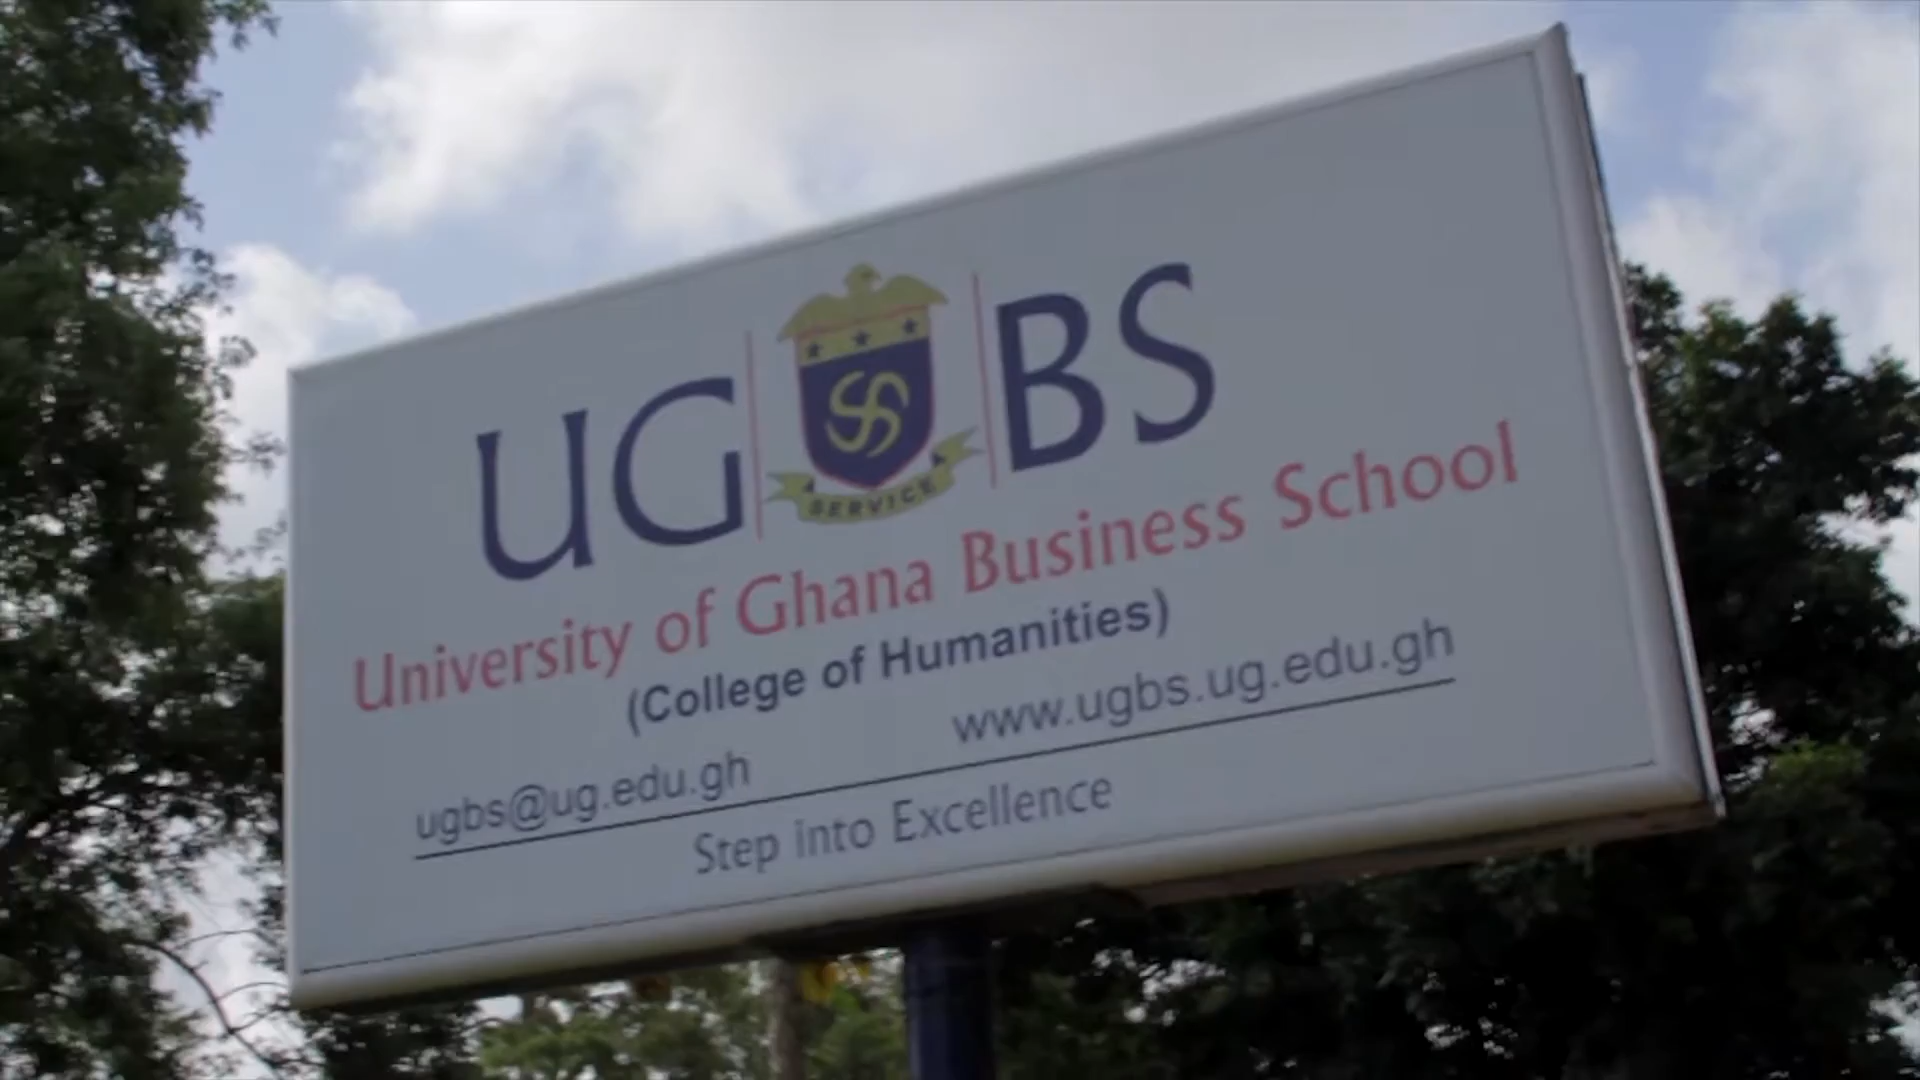 UG BS
SERVICE
University of Ghana Business School
(College of Humanities)
ugbs@ug.edu.gh www.ugbs.ug.edu.gh
Step into Excellence